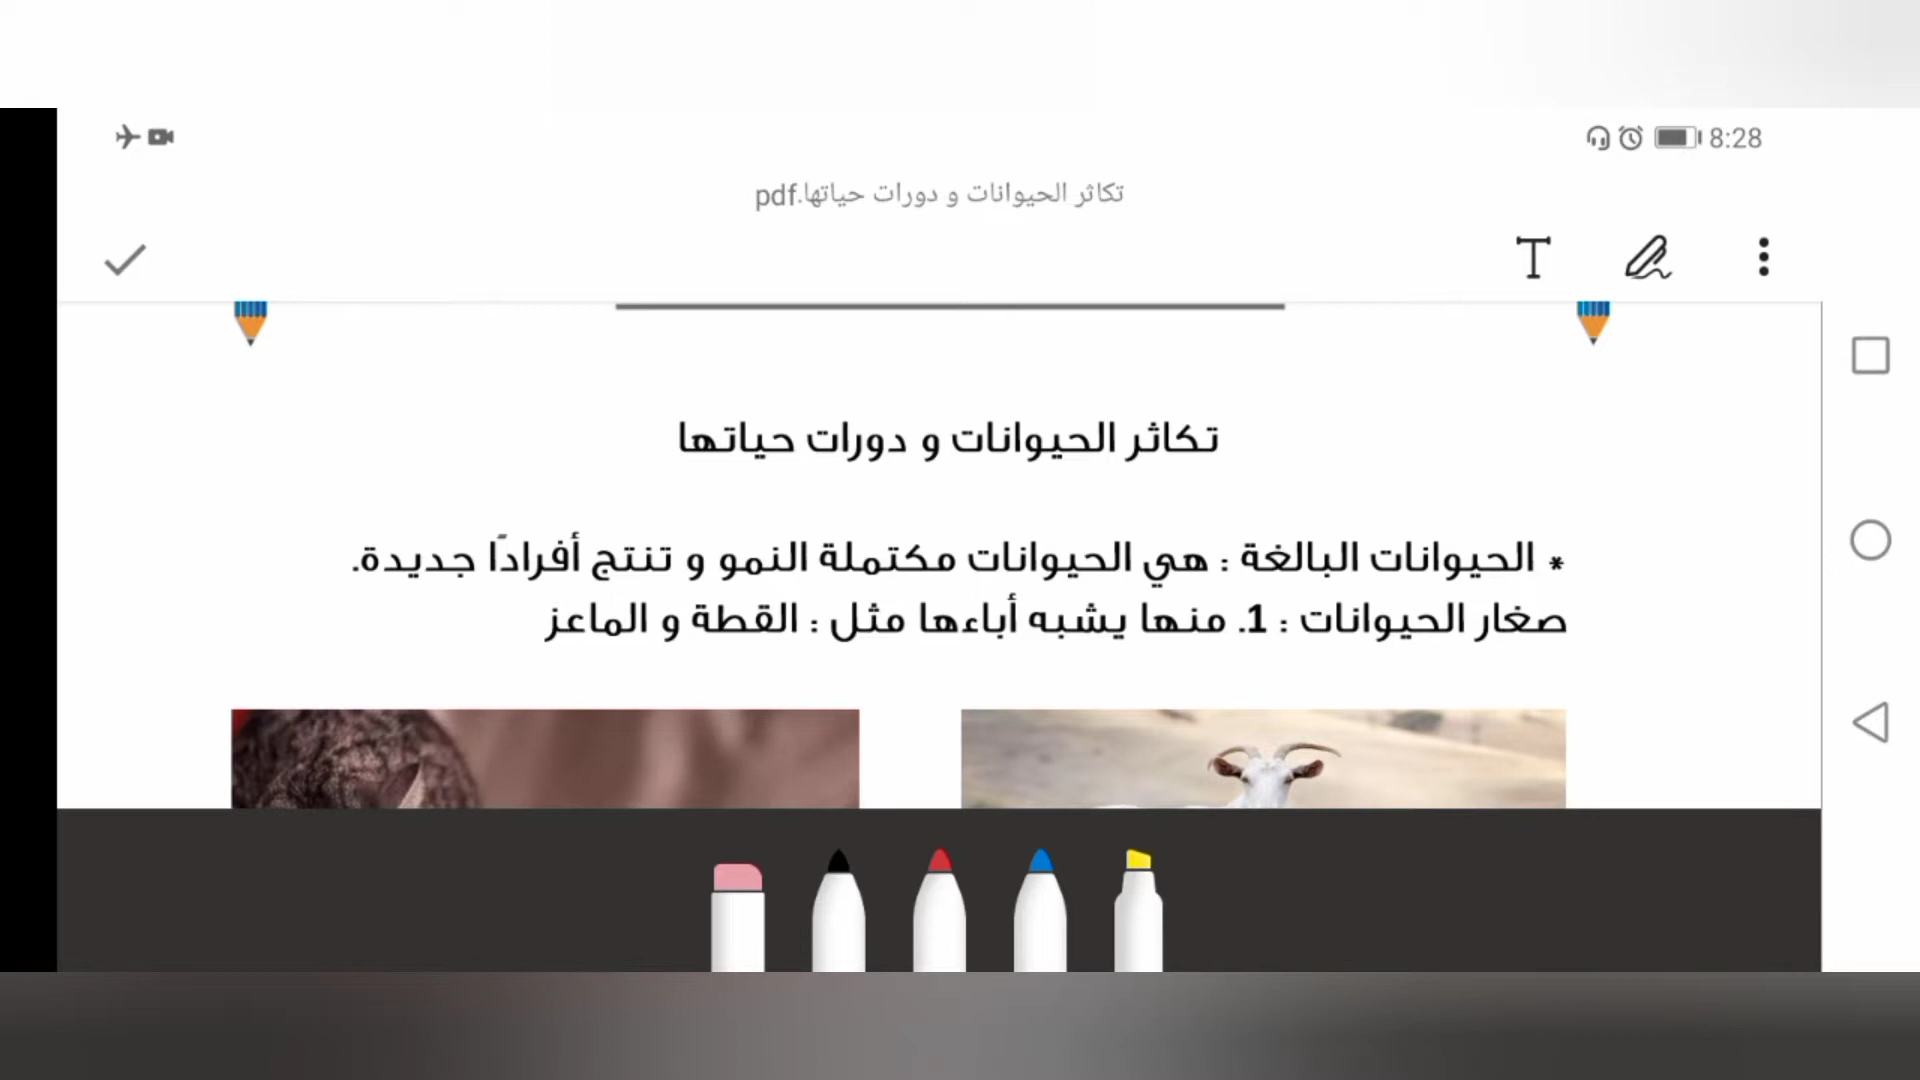 8:28
تكاثر الحيوانات و دورات حياتها.pdf
تكاثر الحيوانات و دورات حياتها
* الحيوانات البالغة : هي الحيوانات مكتملة النمو و تنتج أفرادًا جديدة.
صغار الحيوانات : 1. منها يشبه أباءها مثل : القطة و الماعز